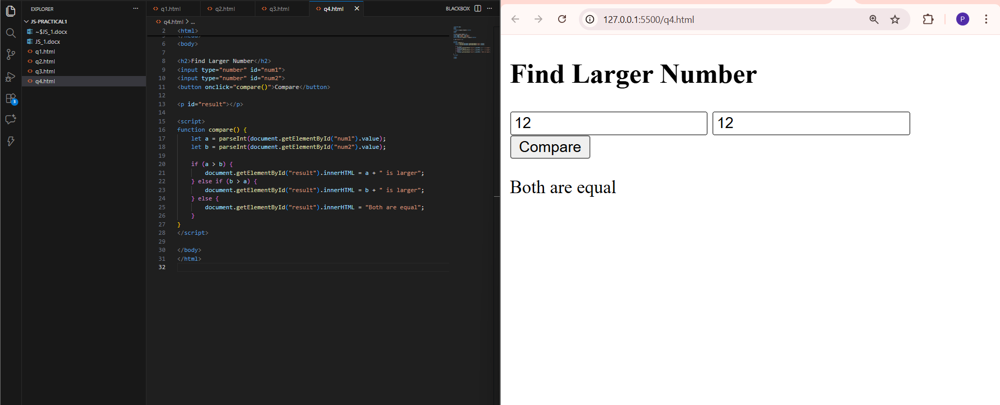 EXPLORER
JS-PRACTICAL1
~$JS_1.docx
JS_1.docx
q1.html
q2.html
q3.html
q4.html
3
q1.html
q2.html
q3.html
q4.html
BLACKBOX
q4.html > ...
2 <html>
6 <body>
7
8 <h2>Find Larger Number</h2>
9 <input type="number" id="num1">
10 <input type="number" id="num2">
11 <button onclick="compare()">Compare</button>
12
13 <p id="result"></p>
14
15 <script>
16 function compare() {
17 let a = parseInt(document.getElementById("num1").value);
18 let b = parseInt(document.getElementById("num2").value);
19
20 if (a > b) {
21 document.getElementById("result").innerHTML = a + " is larger";
22 } else if (b > a) {
23 document.getElementById("result").innerHTML = b + " is larger";
24 } else {
25 document.getElementById("result").innerHTML = "Both are equal";
26 }
27 }
28 </script>
29
30 </body>
31 </html>
32
127.0.0.1:5500/q4.html
P
Find Larger Number
12 12
Compare
Both are equal